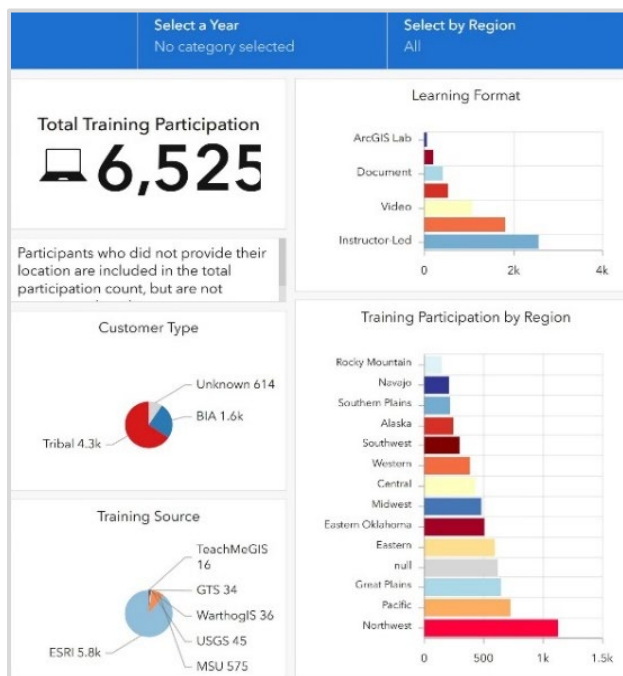 Select a Year
No category selected
Select by Region
All
Total Training Participation
6,525
Participants who did not provide their
location are included in the total
participation count, but are not
Customer Type
Unknown 614
BIA 1.6k
Tribal 4.3k
Training Source
TeachMeGIS
16
GTS 34
WarthogIS 36
USGS 45
MSU 575
ESRI 5.8k
Learning Format
ArcGIS Lab
Document
Video
Instructor-Led
0 2k 4k
Training Participation by Region
Rocky Mountain
Navajo
Southern Plains
Alaska
Southwest
Western
Central
Midwest
Eastern Oklahoma
Eastern
null
Great Plains
Pacific
Northwest
0 500 1k 1.5k